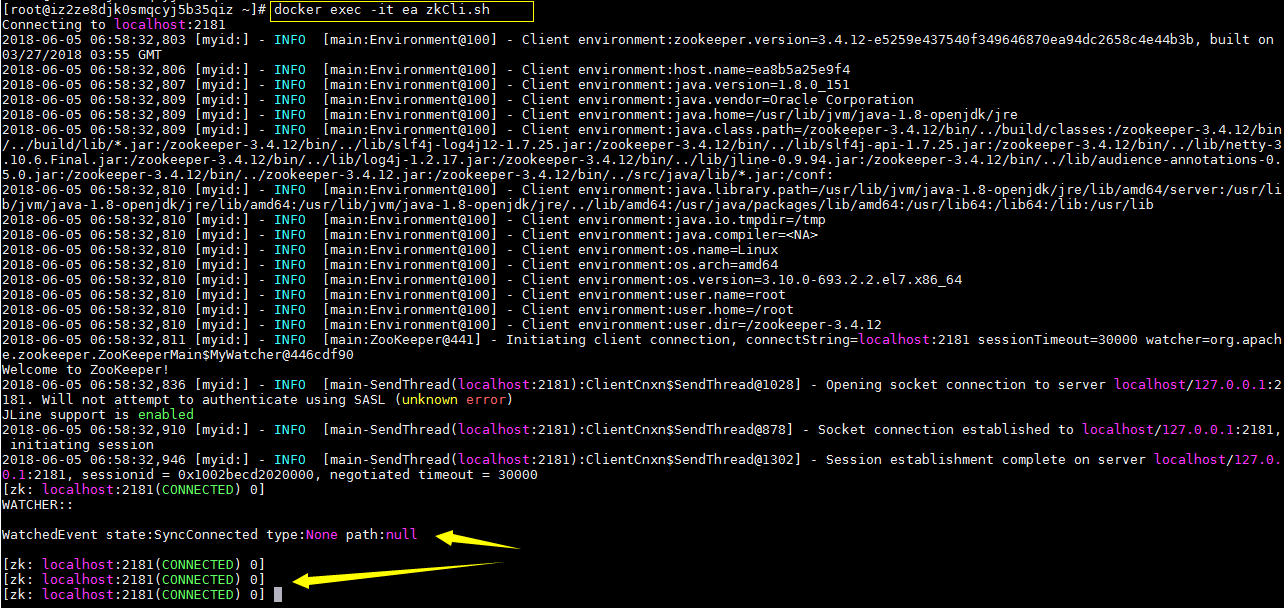 [root@iz2ze8djk0smqcyj5b35qiz ~]# docker exec -it ea zkCli.sh
Connecting to localhost:2181
2018-06-05 06:58:32,803 [myid:] - INFO  [main:Environment@100] - Client environment:zookeeper.version=3.4.12-e5259e437540f349646870ea94dc2658c4e44b3b, built on
03/27/2018 03:55 GMT
2018-06-05 06:58:32,806 [myid:] - INFO  [main:Environment@100] - Client environment:host.name=ea8b5a25e9f4
2018-06-05 06:58:32,807 [myid:] - INFO  [main:Environment@100] - Client environment:java.version=1.8.0_151
2018-06-05 06:58:32,809 [myid:] - INFO  [main:Environment@100] - Client environment:java.vendor=Oracle Corporation
2018-06-05 06:58:32,809 [myid:] - INFO  [main:Environment@100] - Client environment:java.home=/usr/lib/jvm/java-1.8-openjdk/jre
2018-06-05 06:58:32,809 [myid:] - INFO  [main:Environment@100] - Client environment:java.class.path=/zookeeper-3.4.12/bin/../build/classes:/zookeeper-3.4.12/bin
/../build/lib/*.jar:/zookeeper-3.4.12/bin/../lib/slf4j-log4j12-1.7.25.jar:/zookeeper-3.4.12/bin/../lib/slf4j-api-1.7.25.jar:/zookeeper-3.4.12/bin/../lib/netty-3
.10.6.Final.jar:/zookeeper-3.4.12/bin/../lib/log4j-1.2.17.jar:/zookeeper-3.4.12/bin/../lib/jline-0.9.94.jar:/zookeeper-3.4.12/bin/../lib/audience-annotations-0.
5.0.jar:/zookeeper-3.4.12/bin/../zookeeper-3.4.12.jar:/zookeeper-3.4.12/bin/../src/java/lib/*.jar:/conf:
2018-06-05 06:58:32,810 [myid:] - INFO  [main:Environment@100] - Client environment:java.library.path=/usr/lib/jvm/java-1.8-openjdk/jre/lib/amd64/server:/usr/li
b/jvm/java-1.8-openjdk/jre/lib/amd64:/usr/lib/jvm/java-1.8-openjdk/jre/../lib/amd64:/usr/java/packages/lib/amd64:/usr/lib64:/lib64:/lib:/usr/lib
2018-06-05 06:58:32,810 [myid:] - INFO  [main:Environment@100] - Client environment:java.io.tmpdir=/tmp
2018-06-05 06:58:32,810 [myid:] - INFO  [main:Environment@100] - Client environment:java.compiler=<NA>
2018-06-05 06:58:32,810 [myid:] - INFO  [main:Environment@100] - Client environment:os.name=Linux
2018-06-05 06:58:32,810 [myid:] - INFO  [main:Environment@100] - Client environment:os.arch=amd64
2018-06-05 06:58:32,810 [myid:] - INFO  [main:Environment@100] - Client environment:os.version=3.10.0-693.2.2.el7.x86_64
2018-06-05 06:58:32,810 [myid:] - INFO  [main:Environment@100] - Client environment:user.name=root
2018-06-05 06:58:32,810 [myid:] - INFO  [main:Environment@100] - Client environment:user.home=/root
2018-06-05 06:58:32,810 [myid:] - INFO  [main:Environment@100] - Client environment:user.dir=/zookeeper-3.4.12
2018-06-05 06:58:32,811 [myid:] - INFO  [main:ZooKeeper@441] - Initiating client connection, connectString=localhost:2181 sessionTimeout=30000 watcher=org.apach
e.zookeeper.ZooKeeperMain$MyWatcher@446cdf90
Welcome to ZooKeeper!
2018-06-05 06:58:32,836 [myid:] - INFO  [main-SendThread(localhost:2181):ClientCnxn$SendThread@1028] - Opening socket connection to server localhost/127.0.0.1:2
181. Will not attempt to authenticate using SASL (unknown error)
JLine support is enabled
2018-06-05 06:58:32,910 [myid:] - INFO  [main-SendThread(localhost:2181):ClientCnxn$SendThread@878] - Socket connection established to localhost/127.0.0.1:2181,
 initiating session
2018-06-05 06:58:32,946 [myid:] - INFO  [main-SendThread(localhost:2181):ClientCnxn$SendThread@1302] - Session establishment complete on server localhost/127.0.
0.1:2181, sessionid = 0x1002becd2020000, negotiated timeout = 30000
[zk: localhost:2181(CONNECTED) 0]
WATCHER::
WatchedEvent state:SyncConnected type:None path:null
[zk: localhost:2181(CONNECTED) 0]
[zk: localhost:2181(CONNECTED) 0]
[zk: localhost:2181(CONNECTED) 0]